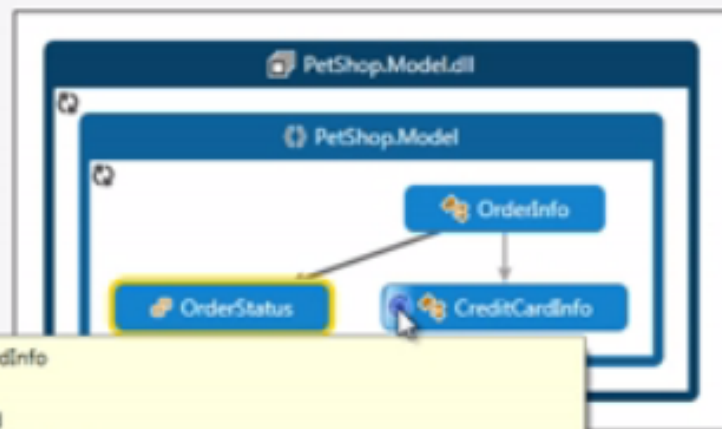 PetShop.Model.dll
PetShop.Model
OrderInfo
OrderStatus
CreditCardInfo
dInfo